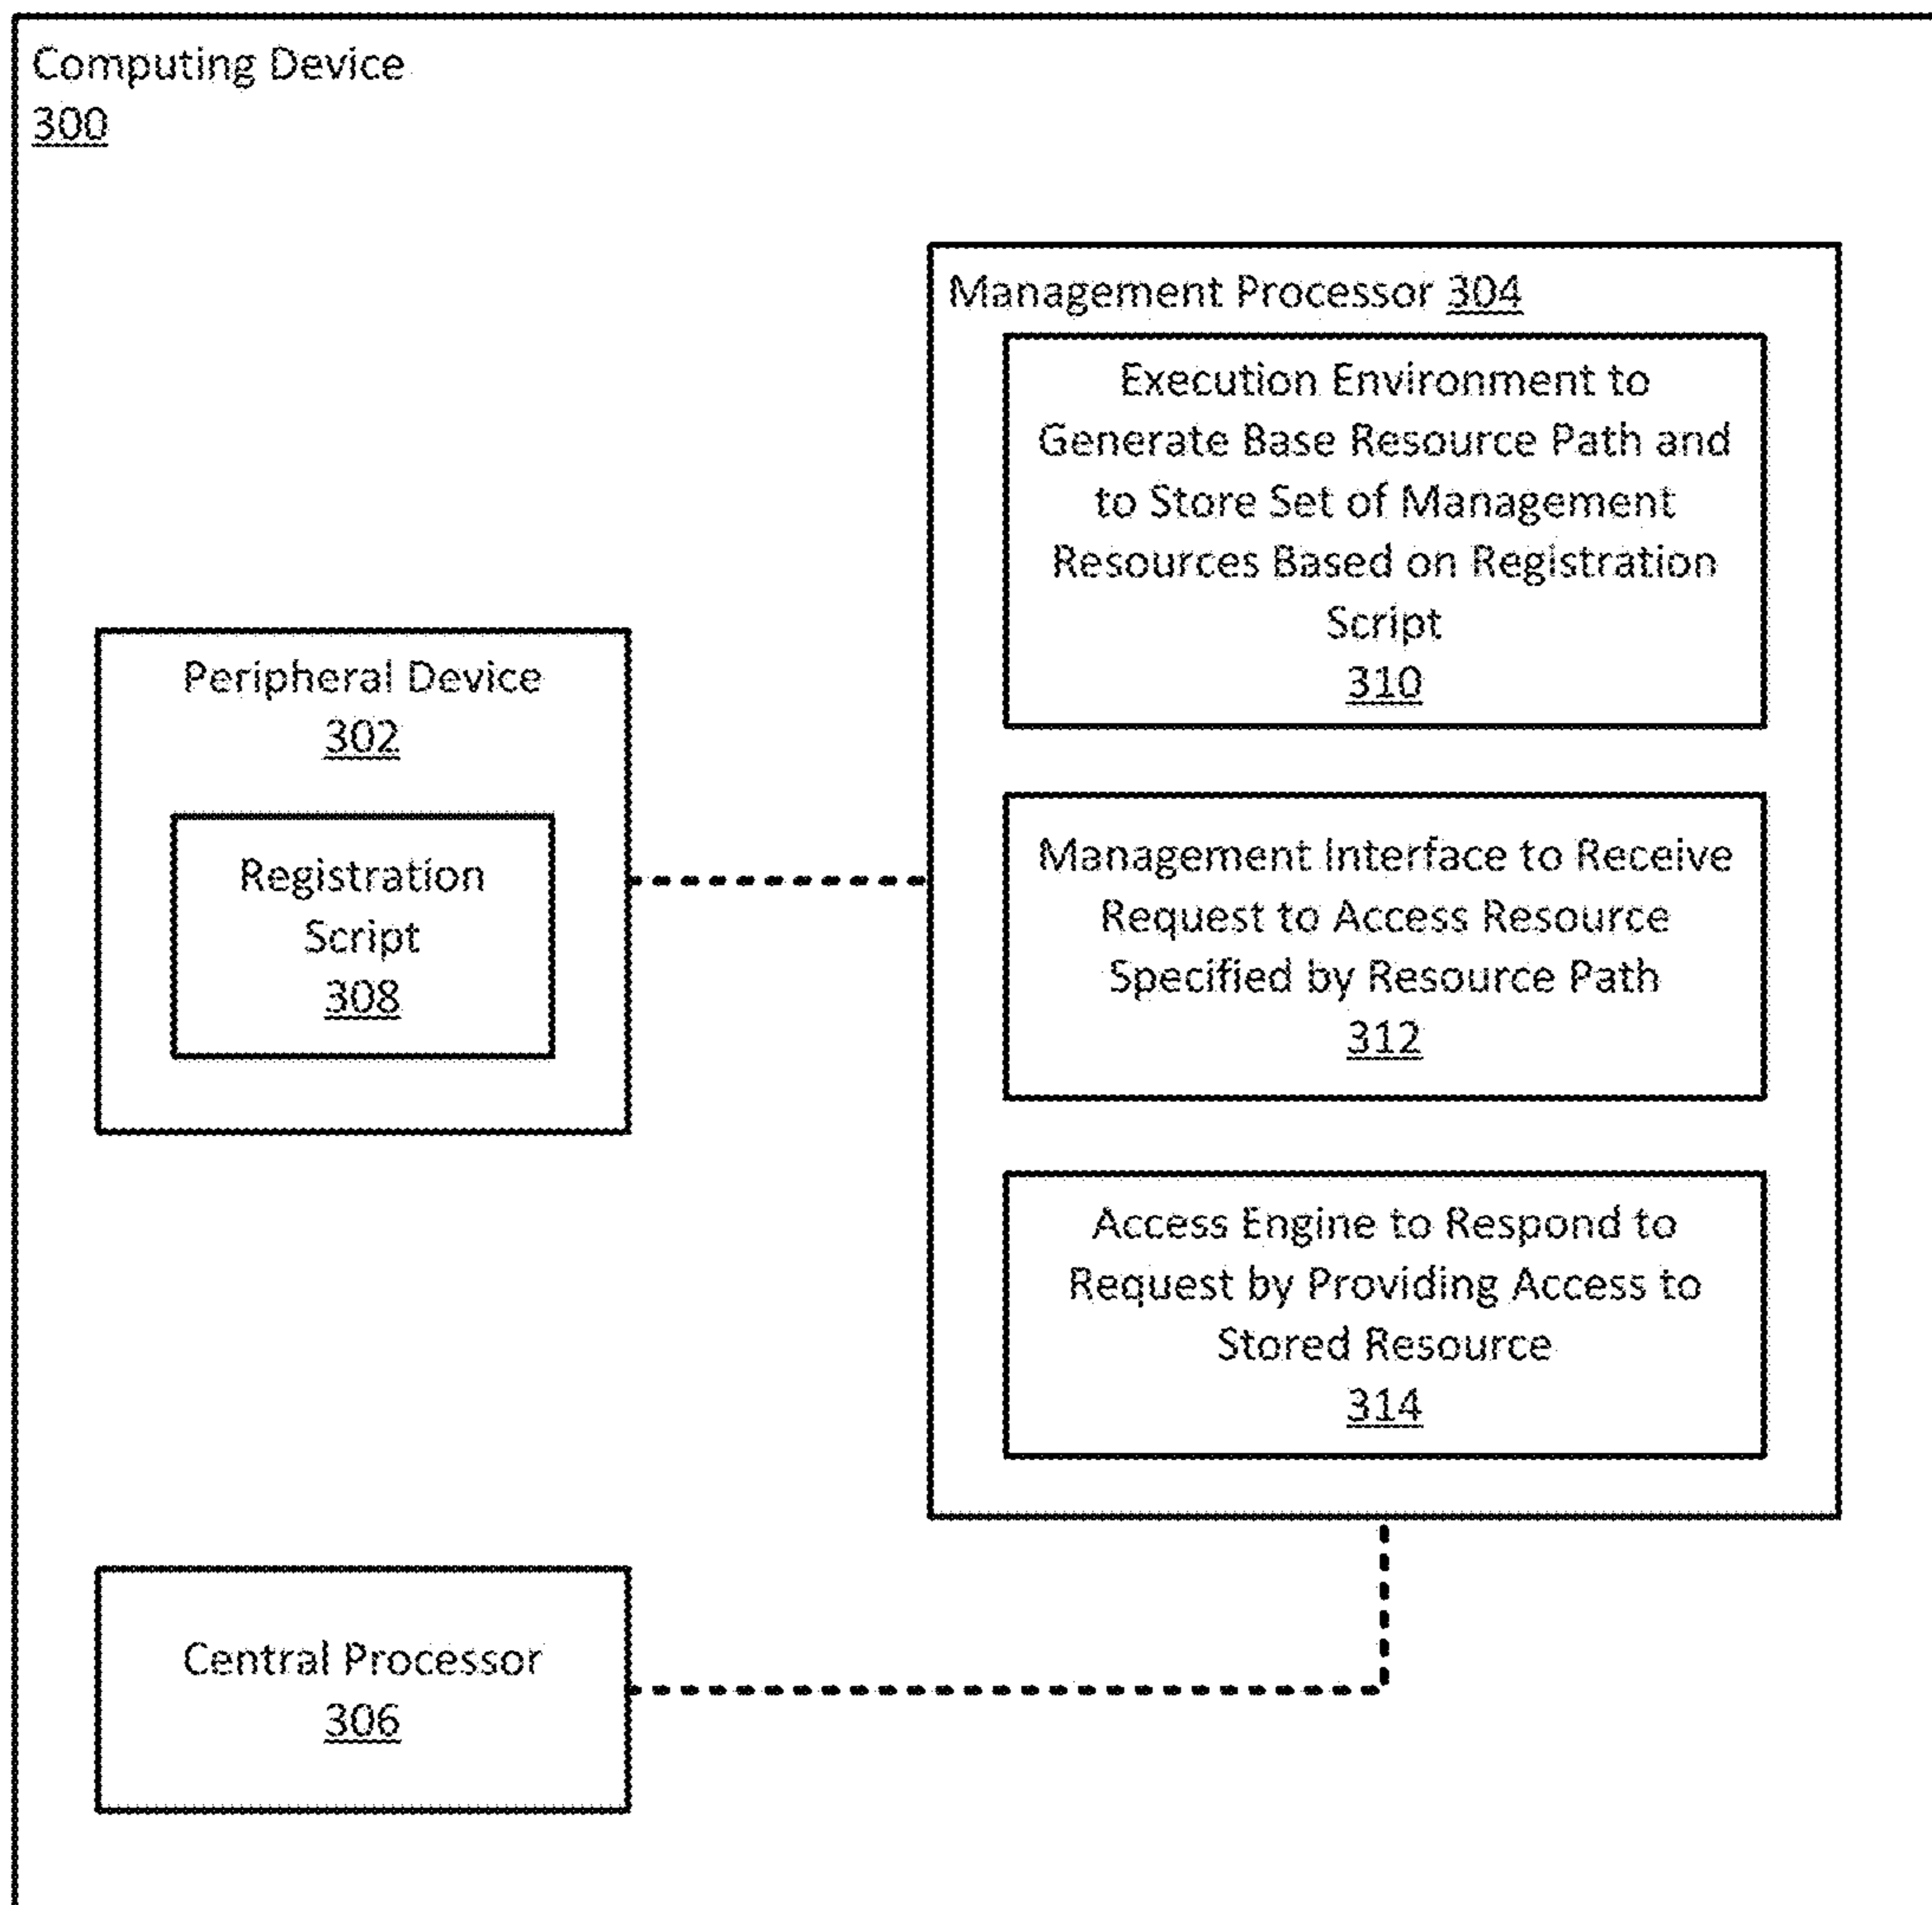 Computing Device
300
Management Processor 304
Execution Environment to
Generate Base Resource Path and
to Store Set of Management
Resources Based on Registration
Script
310
Peripheral Device
302
Registration
Script
308
Management Interface to Receive
Request to Access Resource
Specified by Resource Path
312
Access Engine to Respond to
Request by Providing Access to
Stored Resource
314
Central Processor
306